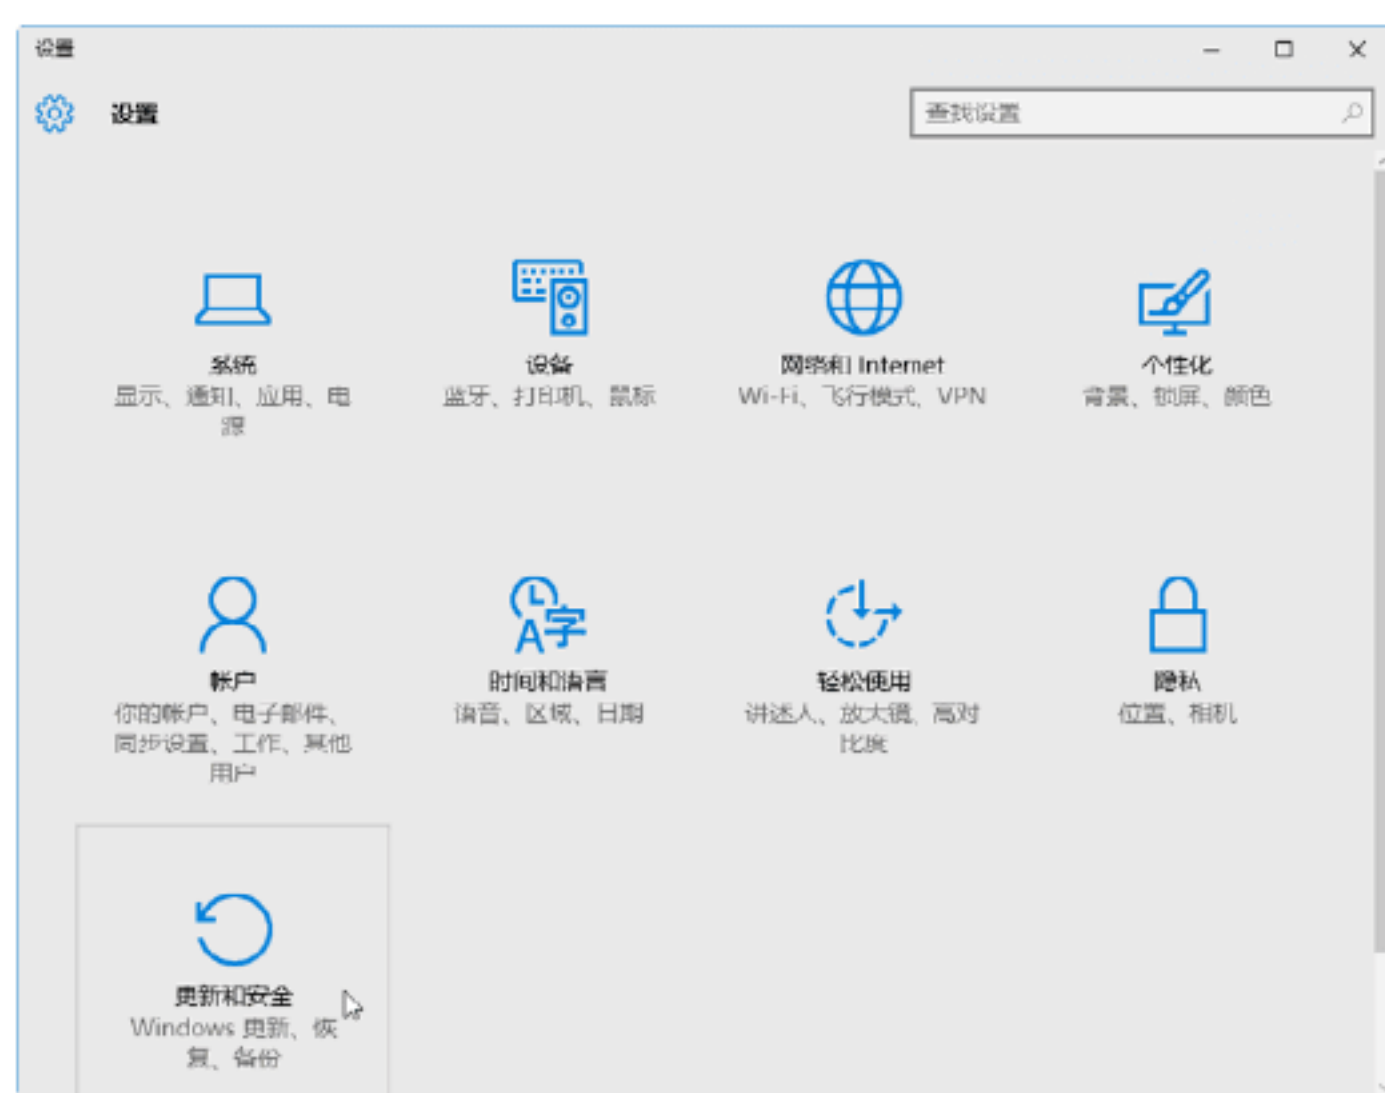 设置
设置
查找设置
系统
显示、通知、应用、电
源
设备
蓝牙、打印机、鼠标
网络和 Internet
Wi-Fi、飞行模式、VPN
个性化
背景、锁屏、颜色
帐户
你的帐户、电子邮件、
同步设置、工作、其他
用户
时间和语言
语音、区域、日期
轻松使用
讲述人、放大镜、高对
比度
隐私
位置、相机
更新和安全
Windows 更新、恢
复、备份